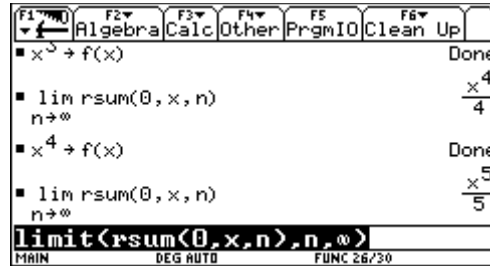 F1 F2 Algebra F3 Calc F4 Other F5 PrgmIO F6 Clean Up
▪ x³ → f(x) Done
▪ lim rsum(0,x,n) x⁴/4
n→∞
▪ x⁴ → f(x) Done
▪ lim rsum(0,x,n) x⁵/5
n→∞
limit(rsum(0,x,n),n,∞)
MAIN DEG AUTO FUNC 26/30